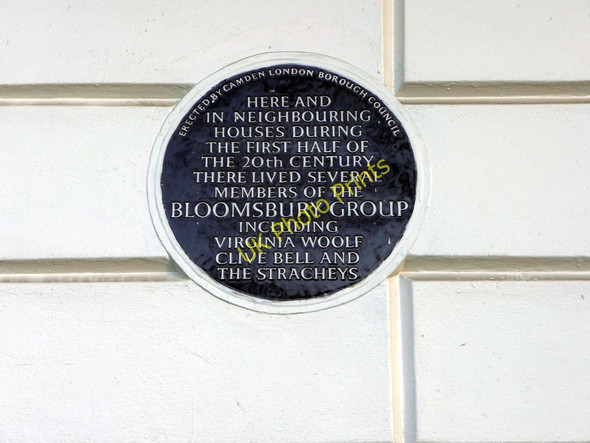 ERECTED BY CAMDEN LONDON BOROUGH COUNCIL
HERE AND
IN NEIGHBOURING
HOUSES DURING
THE FIRST HALF OF
THE 20th CENTURY
THERE LIVED SEVERAL
MEMBERS OF THE
BLOOMSBURY GROUP
INCLUDING
VIRGINIA WOOLF
CLIVE BELL AND
THE STRACHEYS
UK Photo Prints